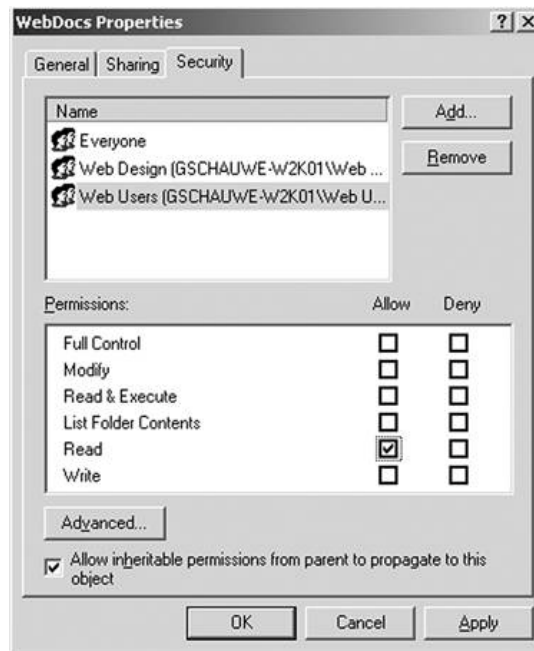 WebDocs Properties
? X
General Sharing Security
Name
Add...
Everyone
Web Design (GSCHAUWE-W2K01\Web ...
Remove
Web Users (GSCHAUWE-W2K01\Web U...
Permissions: Allow Deny
Full Control
Modify
Read & Execute
List Folder Contents
Read
Write
Advanced...
Allow inheritable permissions from parent to propagate to this
object
OK Cancel Apply